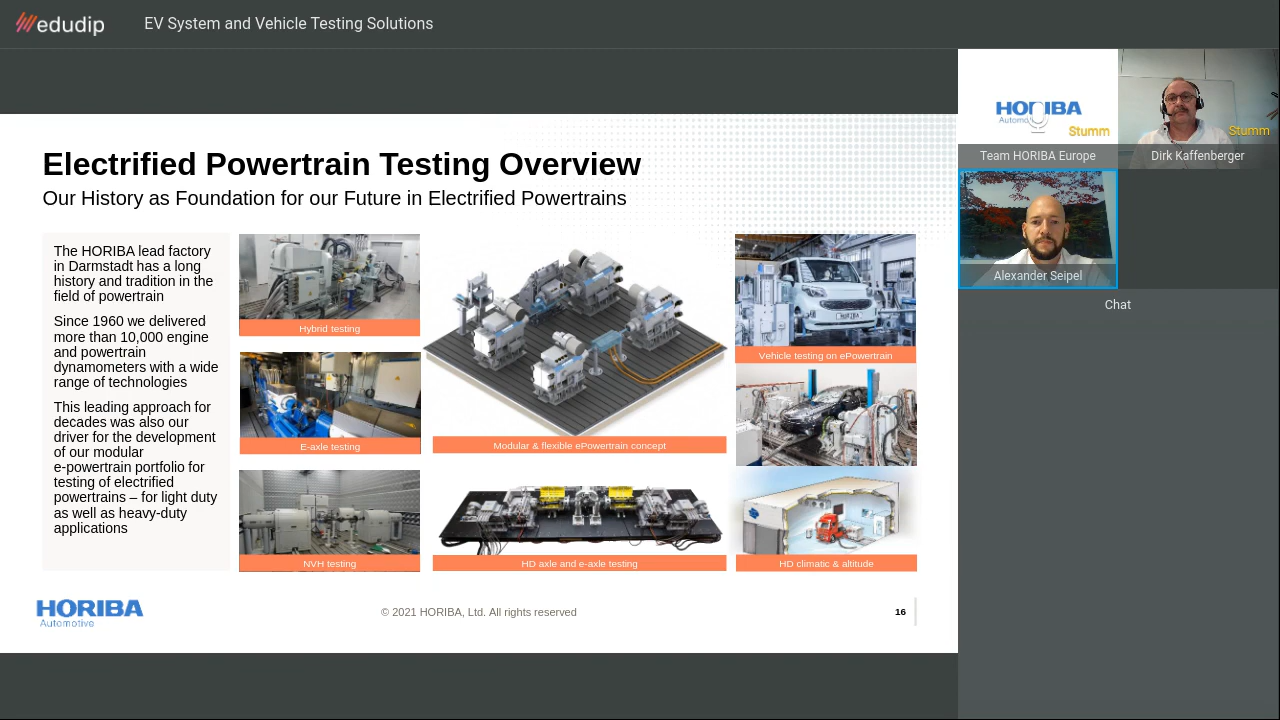 edudip
EV System and Vehicle Testing Solutions
Electrified Powertrain Testing Overview
Our History as Foundation for our Future in Electrified Powertrains
The HORIBA lead factory
in Darmstadt has a long
history and tradition in the
field of powertrain
Since 1960 we delivered
more than 10,000 engine
and powertrain
dynamometers with a wide
range of technologies
This leading approach for
decades was also our
driver for the development
of our modular
e-powertrain portfolio for
testing of electrified
powertrains – for light duty
as well as heavy-duty
applications
Hybrid testing
E-axle testing
NVH testing
Modular & flexible ePowertrain concept
HD axle and e-axle testing
HORIBA
Vehicle testing on ePowertrain
HD climatic & altitude
HORIBA
Automotive
© 2021 HORIBA, Ltd. All rights reserved
16
HORIBA
Stumm
Team HORIBA Europe
Stumm
Dirk Kaffenberger
Alexander Seipel
Chat